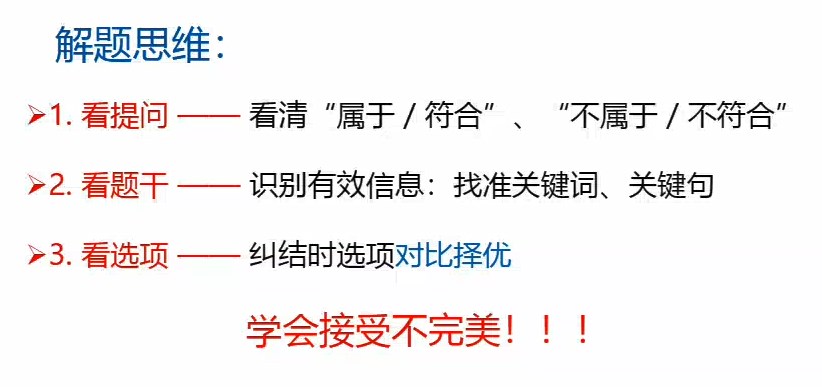 解题思维：
➢1. 看提问 —— 看清“属于 / 符合”、“不属于 / 不符合”
➢2. 看题干 —— 识别有效信息：找准关键词、关键句
➢3. 看选项 —— 纠结时选项对比择优
学会接受不完美！！！